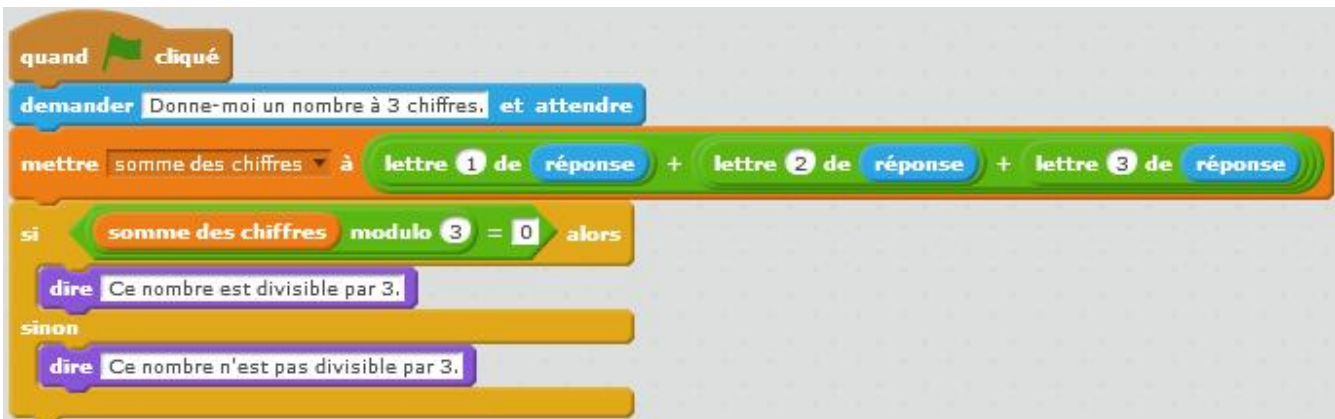 quand cliqué
demander Donne-moi un nombre à 3 chiffres. et attendre
mettre somme des chiffres à lettre 1 de réponse + lettre 2 de réponse + lettre 3 de réponse
si somme des chiffres modulo 3 = 0 alors
dire Ce nombre est divisible par 3.
sinon
dire Ce nombre n'est pas divisible par 3.